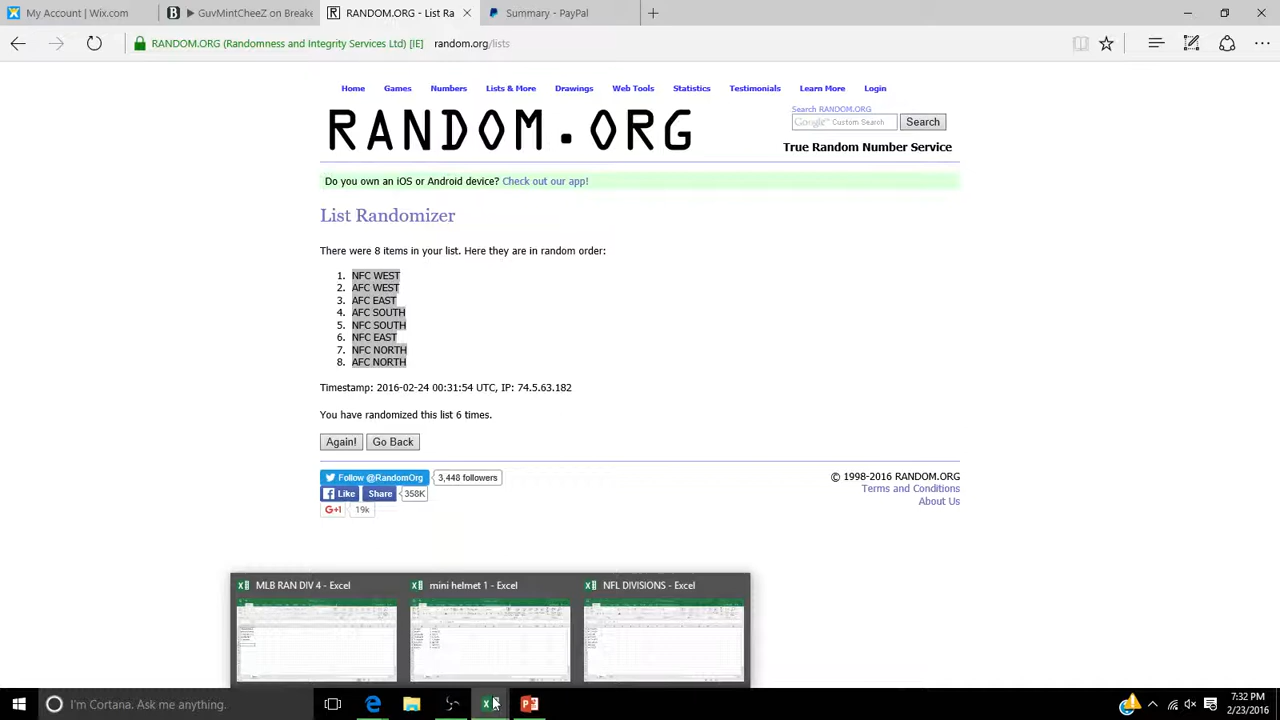 My Account | Wix.com
GuvMintCheeZ on Breake
RANDOM.ORG - List Ra
Summary - PayPal
RANDOM.ORG (Randomness and Integrity Services Ltd) [IE] random.org/lists
Home Games Numbers Lists & More Drawings Web Tools Statistics Testimonials Learn More Login
Search RANDOM.ORG
Google Custom Search Search
RANDOM.ORG
True Random Number Service
Do you own an iOS or Android device? Check out our app!
List Randomizer
There were 8 items in your list. Here they are in random order:
1. NFC WEST
2. AFC WEST
3. AFC EAST
4. AFC SOUTH
5. NFC SOUTH
6. NFC EAST
7. NFC NORTH
8. AFC NORTH
Timestamp: 2016-02-24 00:31:54 UTC, IP: 74.5.63.182
You have randomized this list 6 times.
Again! Go Back
Follow @RandomOrg 3,448 followers
Like Share 358K
G+1 19k
© 1998-2016 RANDOM.ORG
Terms and Conditions
About Us
MLB RAN DIV 4 - Excel
mini helmet 1 - Excel
NFL DIVISIONS - Excel
I'm Cortana. Ask me anything.
7:32 PM
2/23/2016